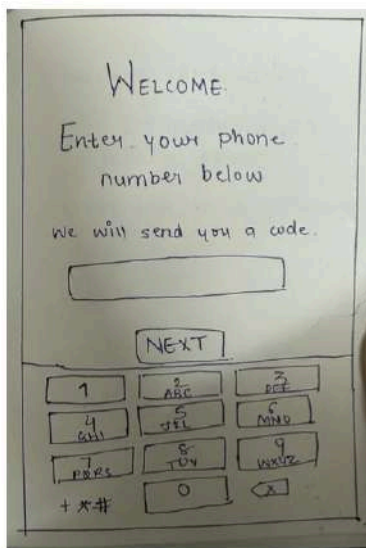 WELCOME.
Enter your phone
number below
we will send you a code.
NEXT
1 2 3
ABC DEF
4 5 6
GHI JKL MNO
7 8 9
PQRS TUV WXYZ
+ * # 0 X